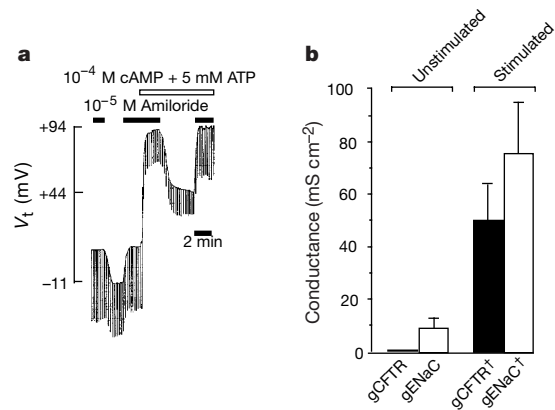 a
10⁻⁴ M cAMP + 5 mM ATP
10⁻⁵ M Amiloride
+94
+44
−11
Vt (mV)
2 min
b
Unstimulated
Stimulated
100
80
60
40
20
0
Conductance (mS cm⁻²)
gCFTR
gENaC
gCFTR†
gENaC†